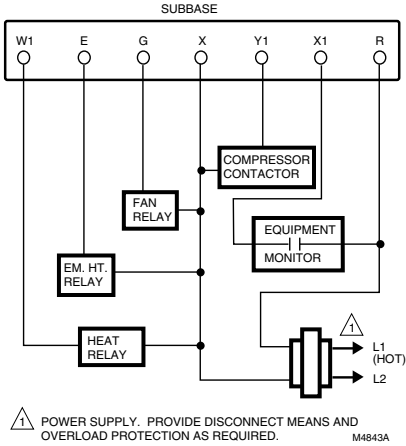 SUBBASE
W1 E G X Y1 X1 R
COMPRESSOR
CONTACTOR
FAN
RELAY
EQUIPMENT
MONITOR
EM. HT.
RELAY
HEAT
RELAY
1
L1
(HOT)
L2
1 POWER SUPPLY. PROVIDE DISCONNECT MEANS AND
OVERLOAD PROTECTION AS REQUIRED.
M4843A